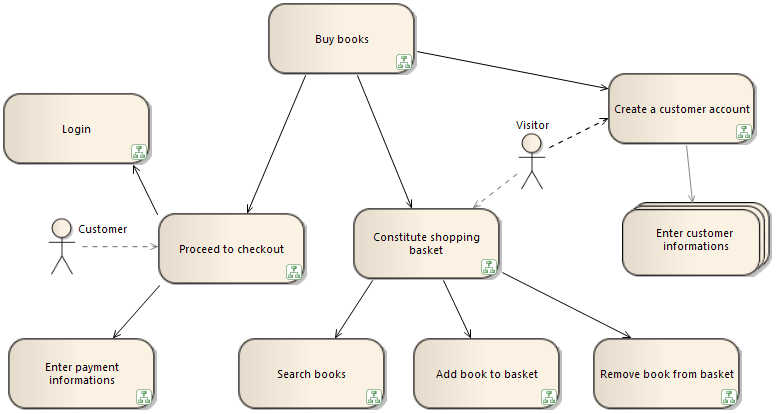 Buy books
Create a customer account
Login
Visitor
Customer
Proceed to checkout
Constitute shopping
basket
Enter customer
informations
Enter payment
informations
Search books
Add book to basket
Remove book from basket